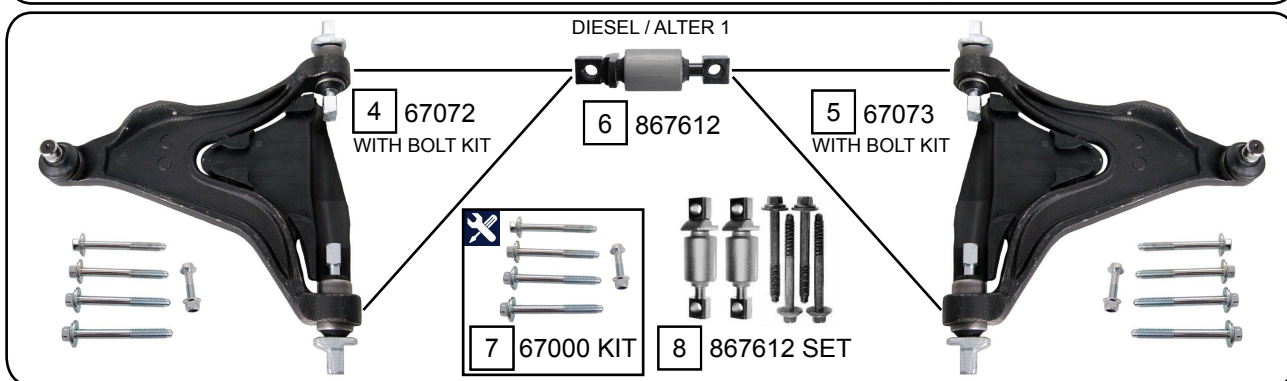 DIESEL / ALTER 1
4 67072
WITH BOLT KIT
6 867612
5 67073
WITH BOLT KIT
7 67000 KIT
8 867612 SET